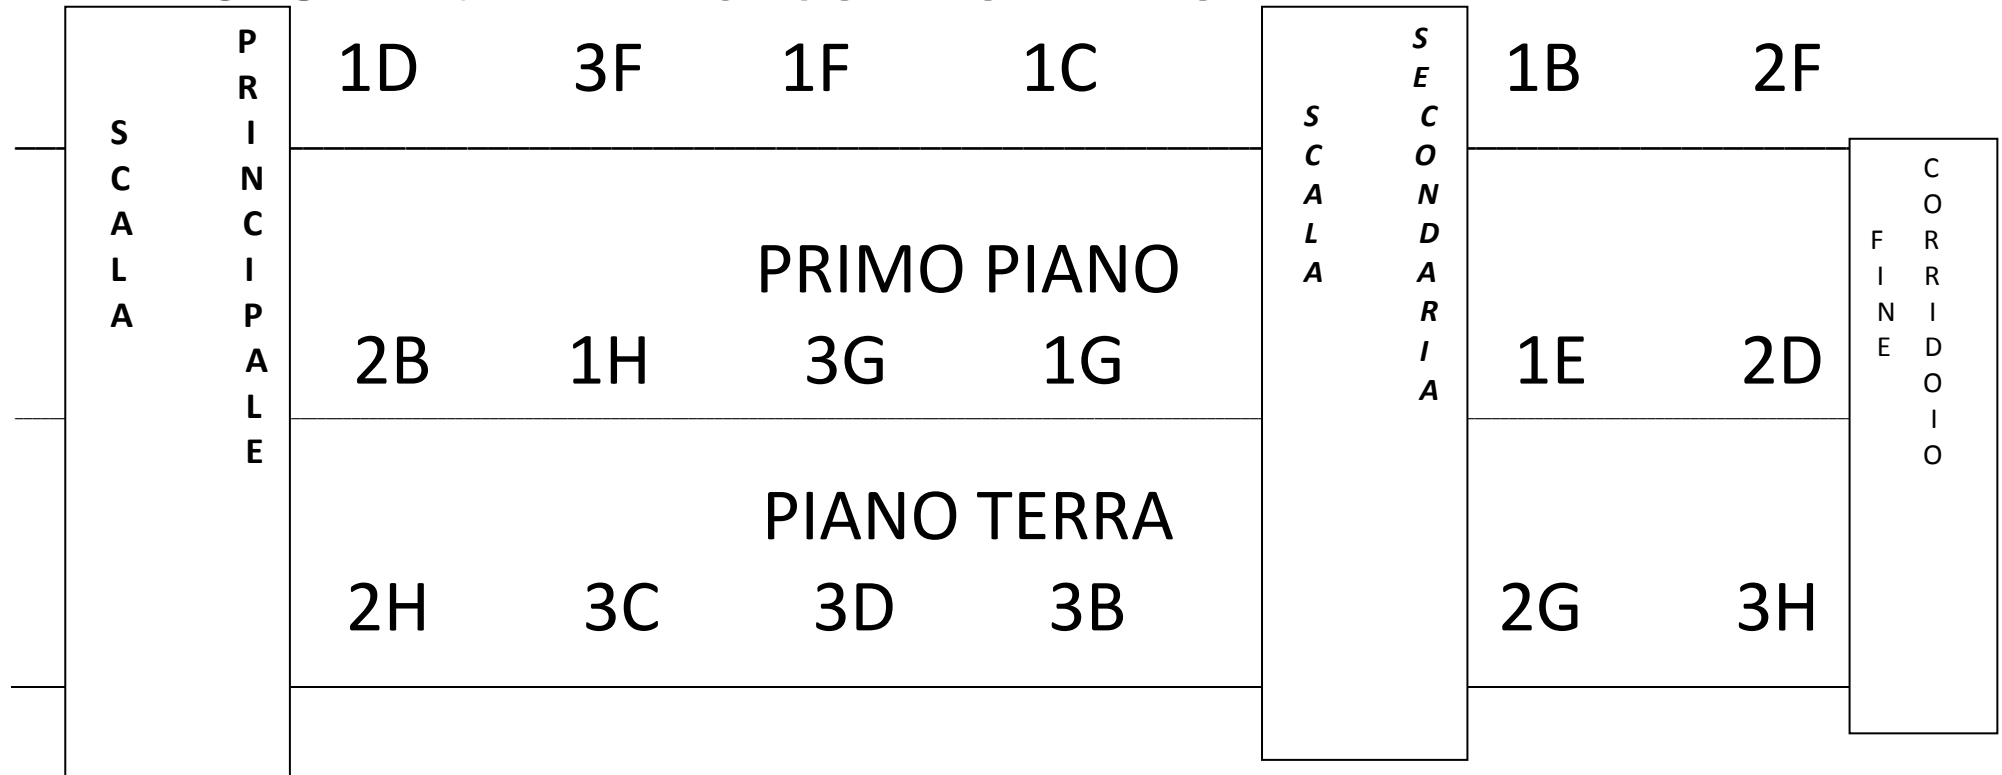 SCALA PRINCIPALE
1D 3F 1F 1C
SCALA SECONDARIA
1B 2F
PRIMO PIANO
2B 1H 3G 1G
1E 2D
FINE CORRIDOIO
PIANO TERRA
2H 3C 3D 3B
2G 3H